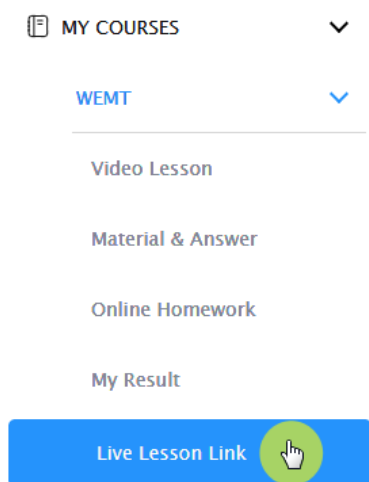 MY COURSES
WEMT
Video Lesson
Material & Answer
Online Homework
My Result
Live Lesson Link